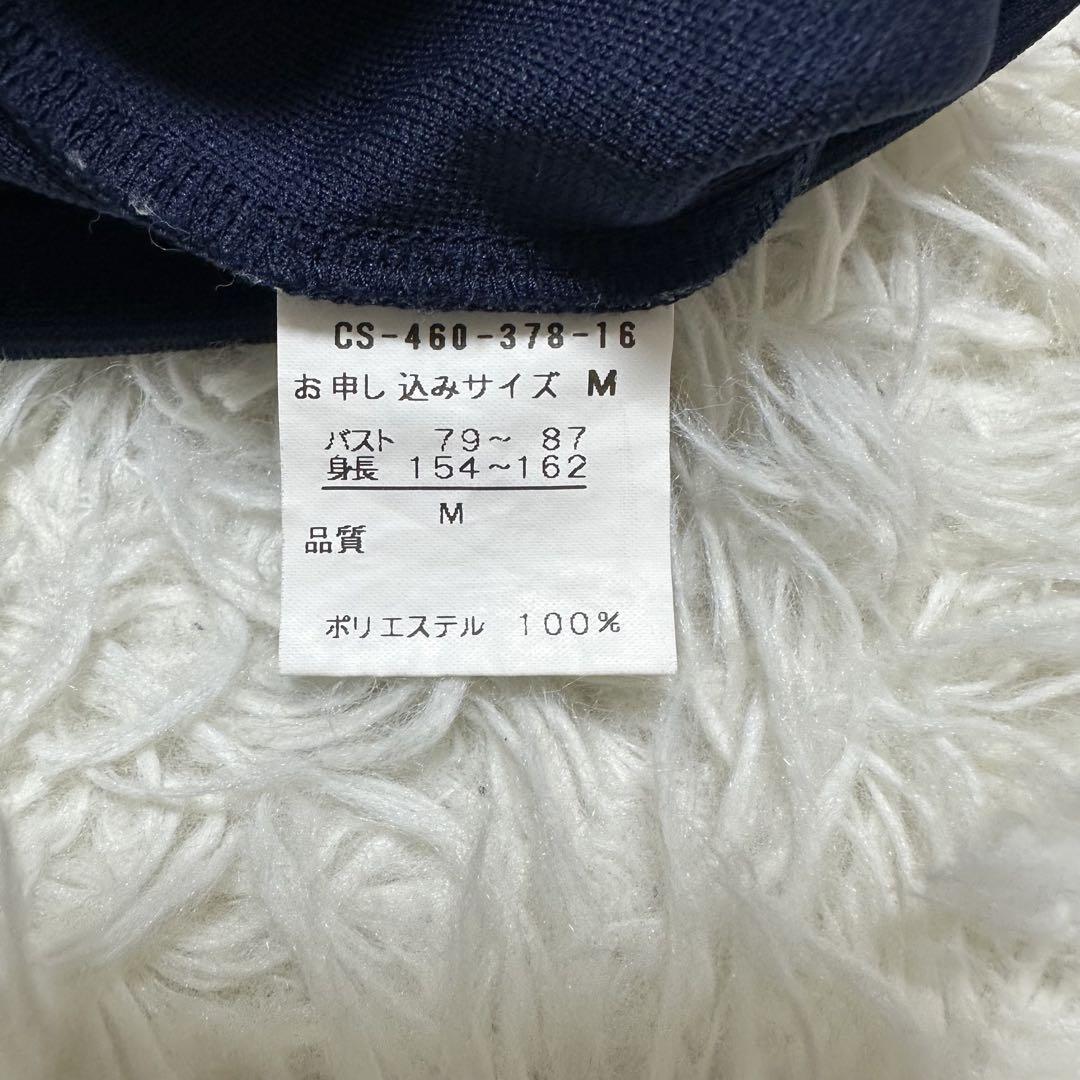 CS-460-378-16
お申し込みサイズ M
バスト 79～ 87
身長 154～162
M
品質
ポリエステル 100%